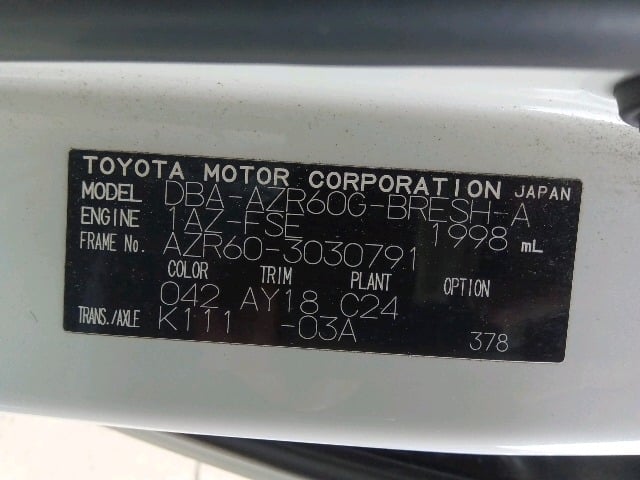 TOYOTA MOTOR CORPORATION JAPAN
MODEL DBA-AZR60G-BRESH-A
ENGINE 1AZ-FSE 1998 mL
FRAME No. AZR60-3030791
COLOR TRIM PLANT OPTION
042 AY18 C24
TRANS./AXLE K111 -03A 378